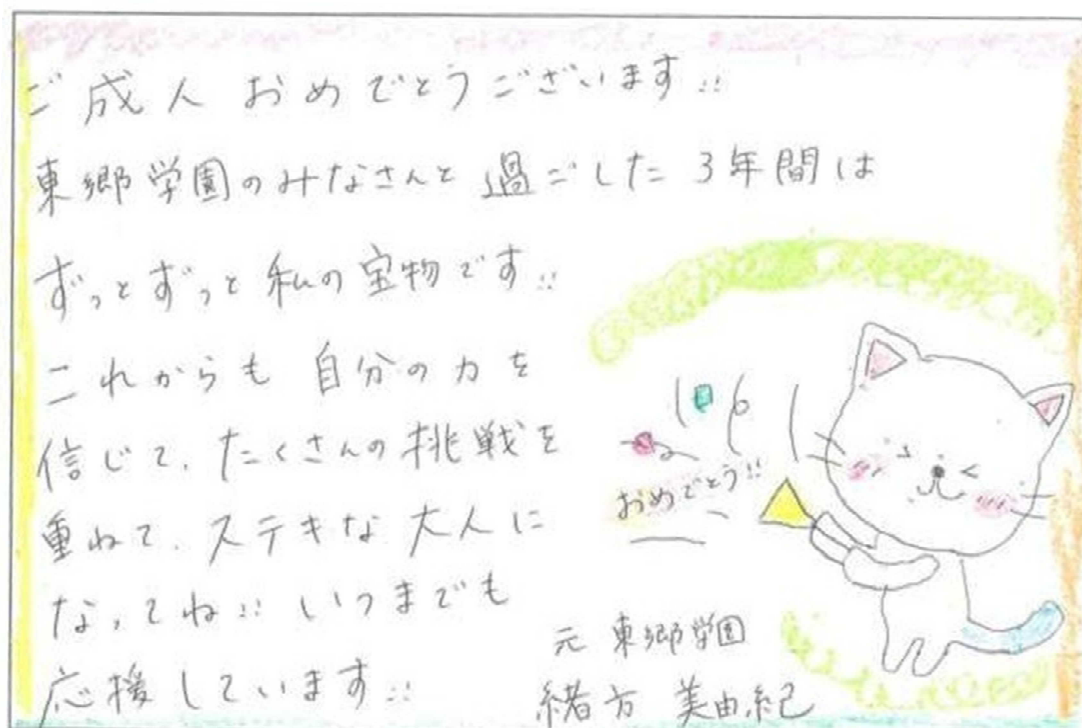 ご成人 おめでとうございます!!
東郷学園のみなさんと過ごした3年間は
ずっとずっと私の宝物です!!
これからも 自分の力を
信じて、たくさんの挑戦を
重ねて、ステキな大人に
なってね!! いつまでも
応援しています!!
おめでとう!!
元 東郷学園
緒方 美由紀